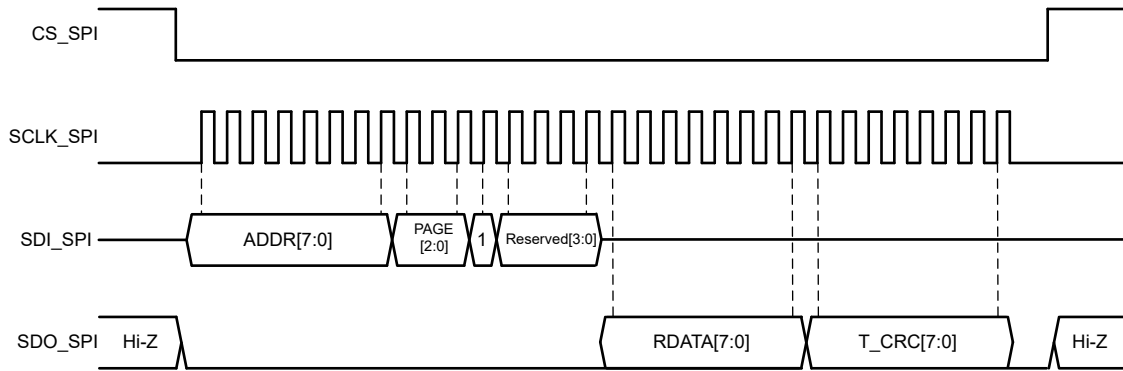 CS_SPI
SCLK_SPI
SDI_SPI
ADDR[7:0]
PAGE
[2:0]
1
Reserved[3:0]
SDO_SPI
Hi-Z
RDATA[7:0]
T_CRC[7:0]
Hi-Z